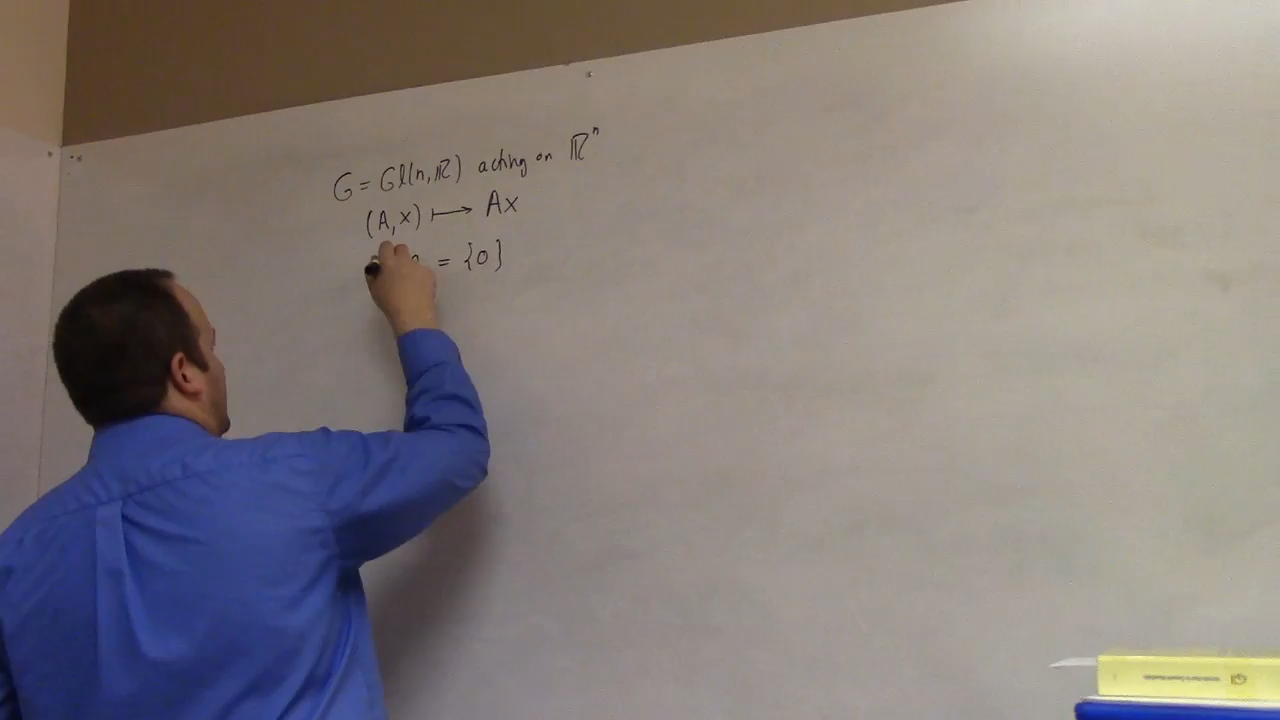 G = Gl(n, ℝ) acting on ℝⁿ
(A, x) ⟼ Ax
= {0}